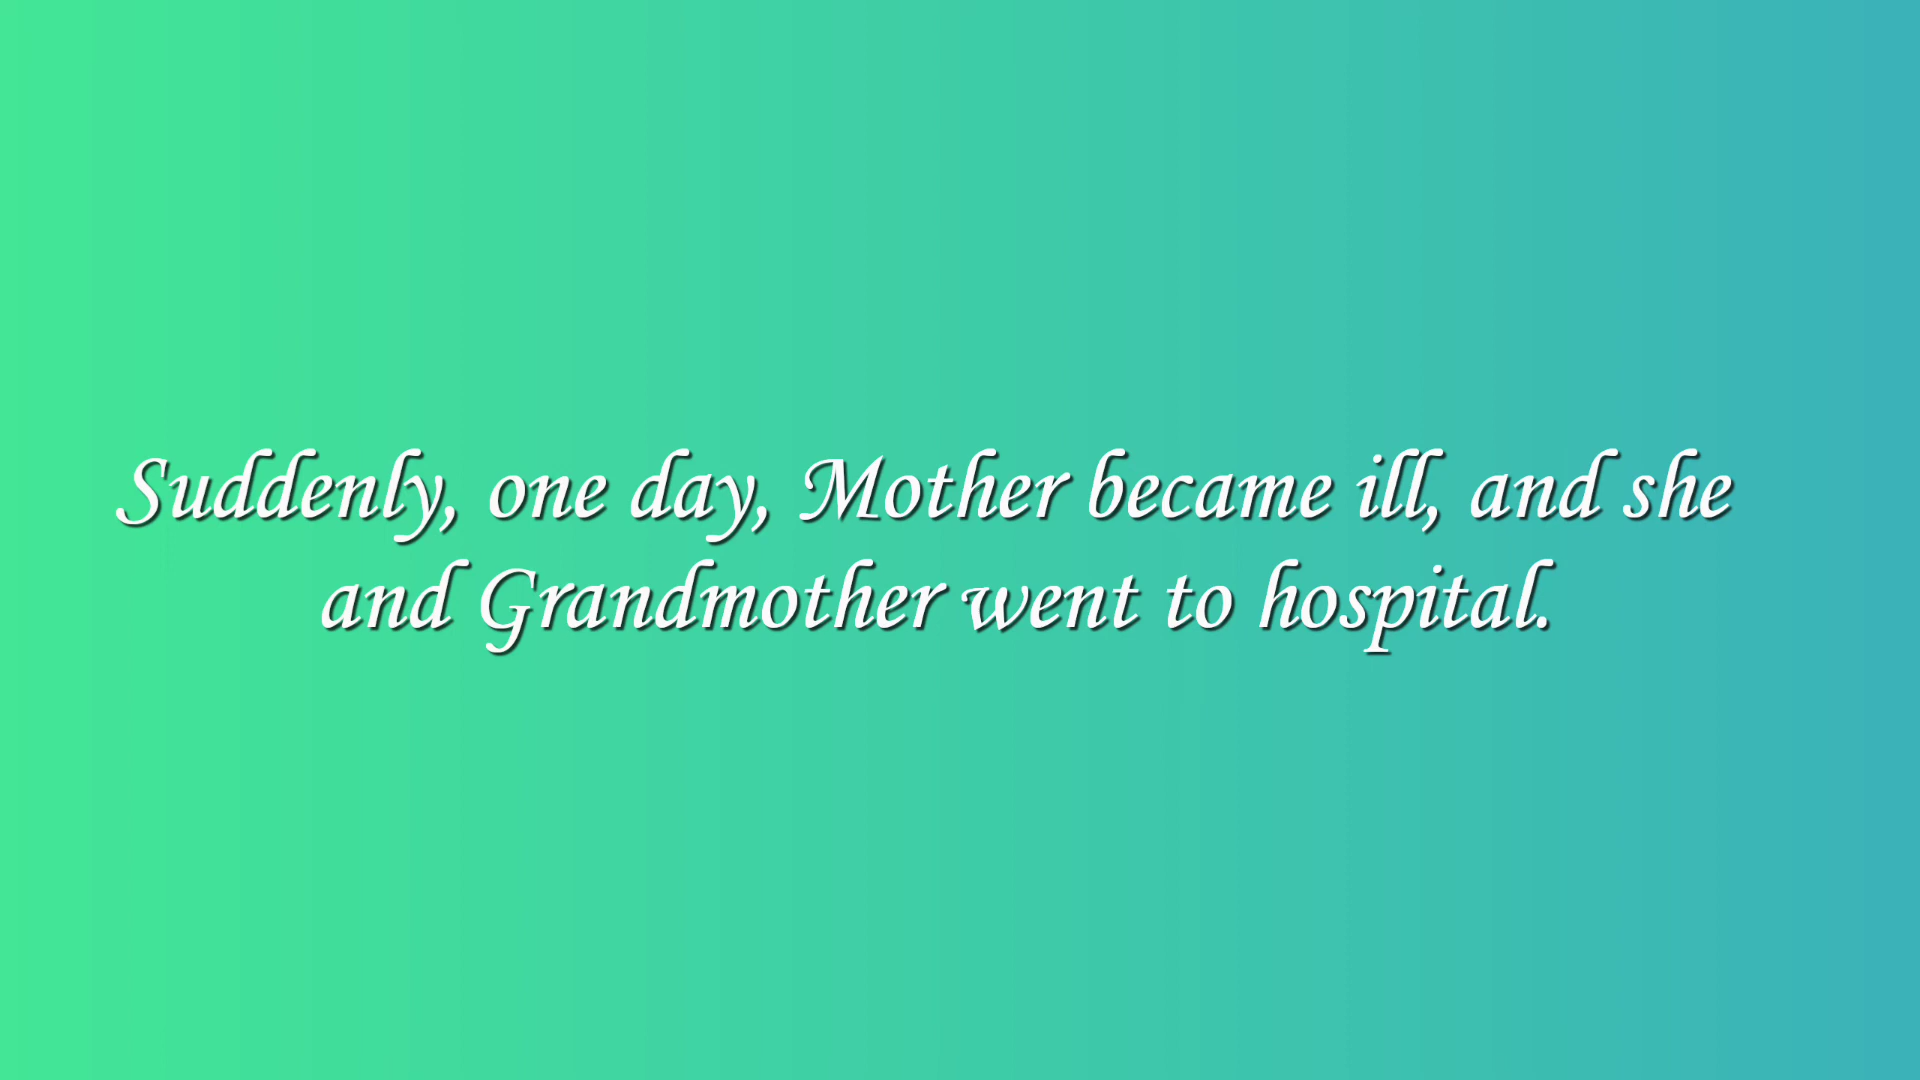 Suddenly, one day, Mother became ill, and she
and Grandmother went to hospital.